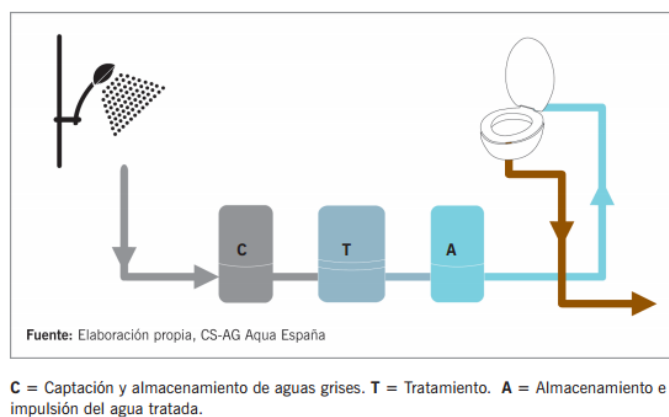 C
T
A
Fuente: Elaboración propia, CS-AG Aqua España
C = Captación y almacenamiento de aguas grises. T = Tratamiento. A = Almacenamiento e
impulsión del agua tratada.